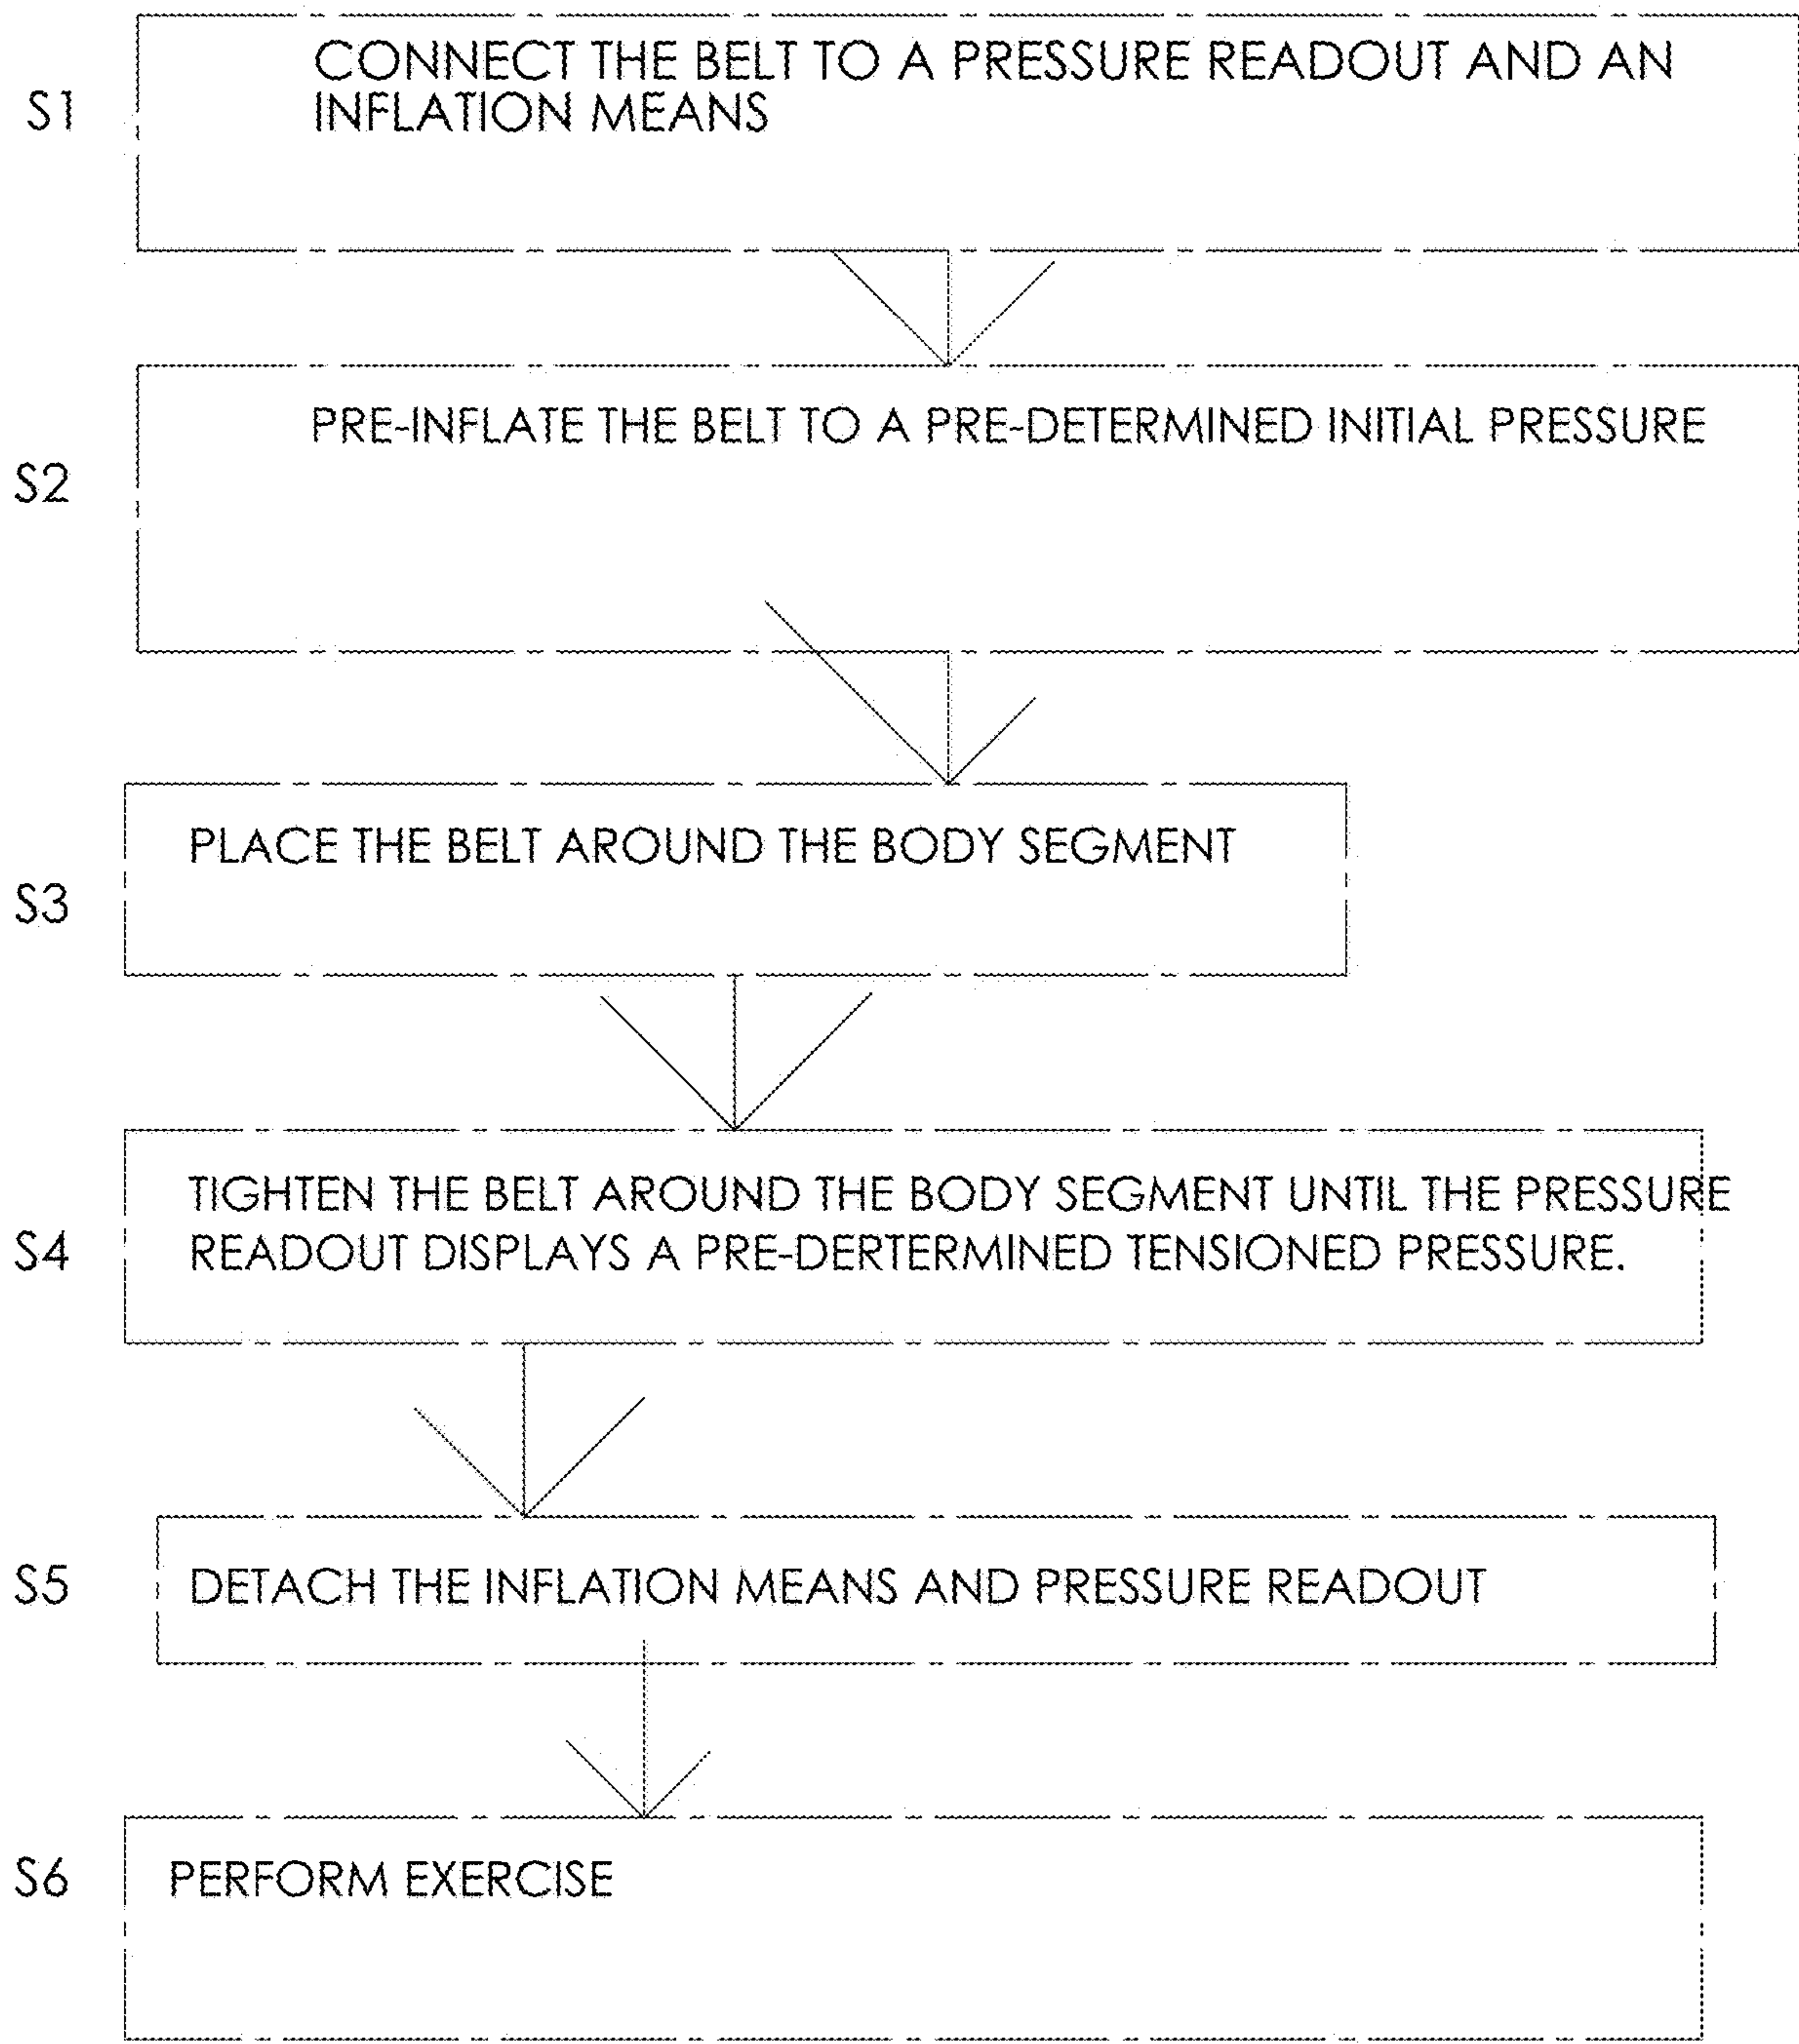 S1
CONNECT THE BELT TO A PRESSURE READOUT AND AN
INFLATION MEANS
S2
PRE-INFLATE THE BELT TO A PRE-DETERMINED INITIAL PRESSURE
S3
PLACE THE BELT AROUND THE BODY SEGMENT
S4
TIGHTEN THE BELT AROUND THE BODY SEGMENT UNTIL THE PRESSURE
READOUT DISPLAYS A PRE-DERTERMINED TENSIONED PRESSURE.
S5
DETACH THE INFLATION MEANS AND PRESSURE READOUT
S6
PERFORM EXERCISE